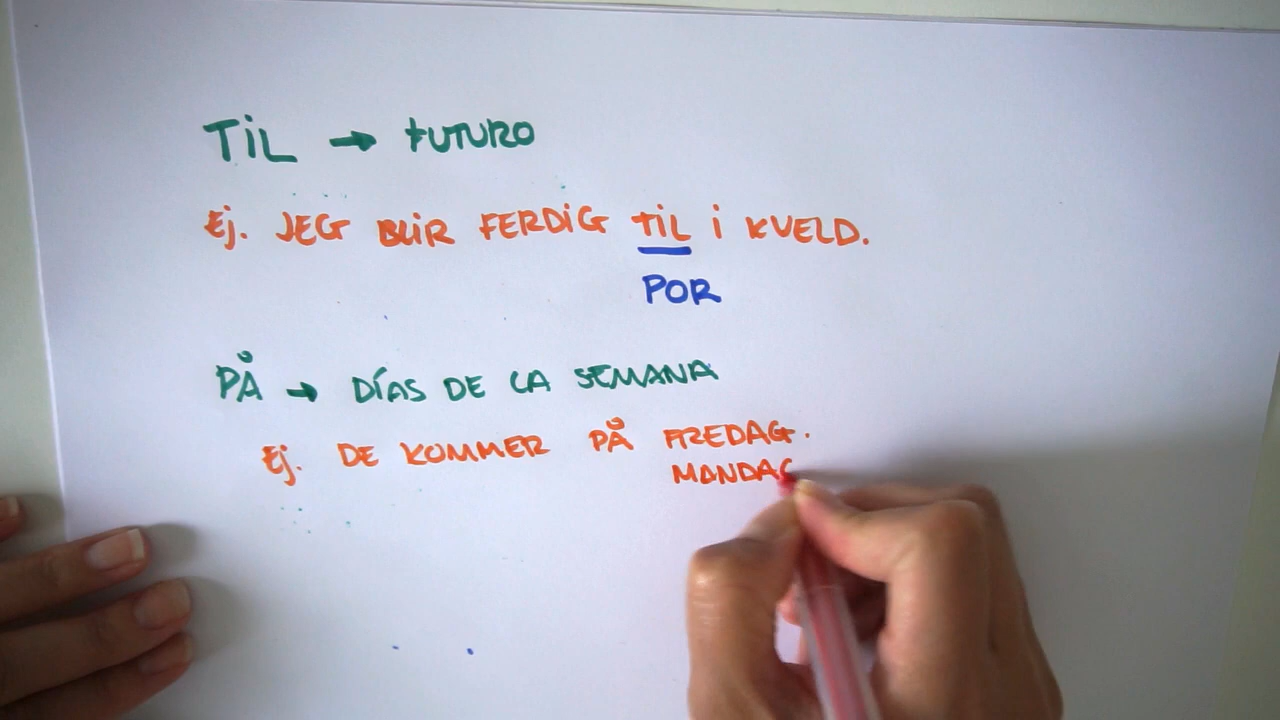 TiL → FUTURO
Ej. JEG BLIR FERDiG TiL i KVELD.
POR
PÅ → DÍAS DE LA SEMANA
Ej. DE KOMMER PÅ FREDAG.
MANDAG